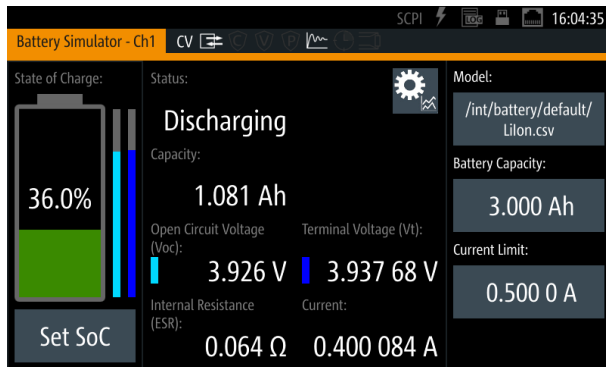 SCPI LOG 16:04:35
Battery Simulator - Ch1 CV C V P
State of Charge:
36.0%
Set SoC
Status:
Discharging
Capacity:
1.081 Ah
Open Circuit Voltage
(Voc):
3.926 V
Terminal Voltage (Vt):
3.937 68 V
Internal Resistance
(ESR):
0.064 Ω
Current:
0.400 084 A
Model:
/int/battery/default/
LiIon.csv
Battery Capacity:
3.000 Ah
Current Limit:
0.500 0 A